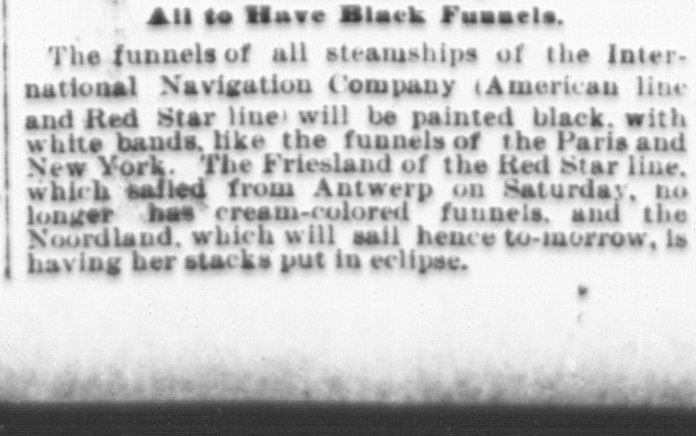 All to Have Black Funnels.
The funnels of all steamships of the Inter-
national Navigation Company (American line
and Red Star line) will be painted black, with
white bands, like the funnels of the Paris and
New York. The Friesland of the Red Star line,
which sailed from Antwerp on Saturday, no
longer has cream-colored funnels, and the
Noordland, which will sail hence to-morrow, is
having her stacks put in eclipse.